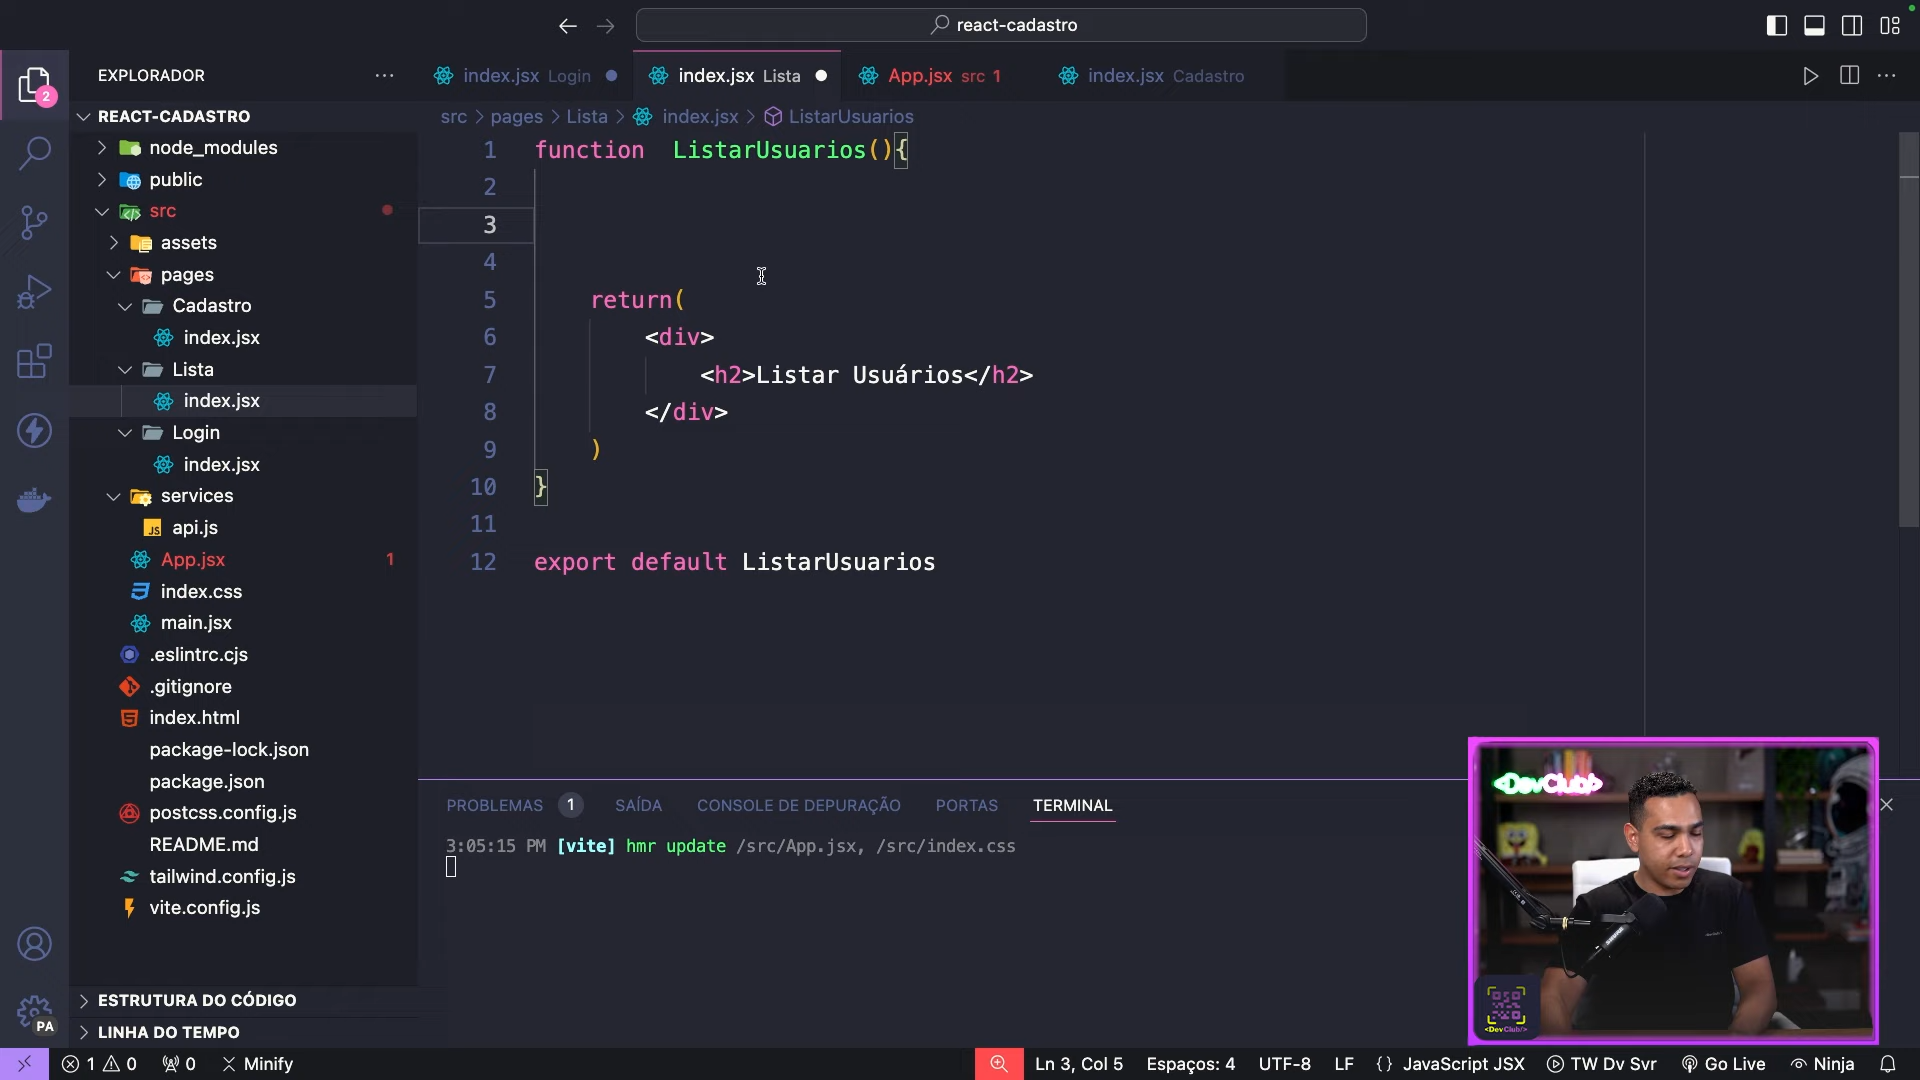 react-cadastro
EXPLORADOR
index.jsx Login
index.jsx Lista
App.jsx src 1
index.jsx Cadastro
2
REACT-CADASTRO
src > pages > Lista > index.jsx > ListarUsuarios
node_modules
public
src
assets
pages
Cadastro
index.jsx
Lista
index.jsx
Login
index.jsx
services
api.js
App.jsx 1
index.css
main.jsx
.eslintrc.cjs
.gitignore
index.html
package-lock.json
package.json
postcss.config.js
README.md
tailwind.config.js
vite.config.js
ESTRUTURA DO CÓDIGO
LINHA DO TEMPO
1 function  ListarUsuarios(){
2
3
4
5 return(
6 <div>
7 <h2>Listar Usuários</h2>
8 </div>
9 )
10 }
11
12 export default ListarUsuarios
PROBLEMAS 1 SAÍDA CONSOLE DE DEPURAÇÃO PORTAS TERMINAL
3:05:15 PM [vite] hmr update /src/App.jsx, /src/index.css
<DevClub/>
<DevClub/>
PA
1 0 0 Minify Ln 3, Col 5 Espaços: 4 UTF-8 LF {} JavaScript JSX TW Dv Svr Go Live Ninja